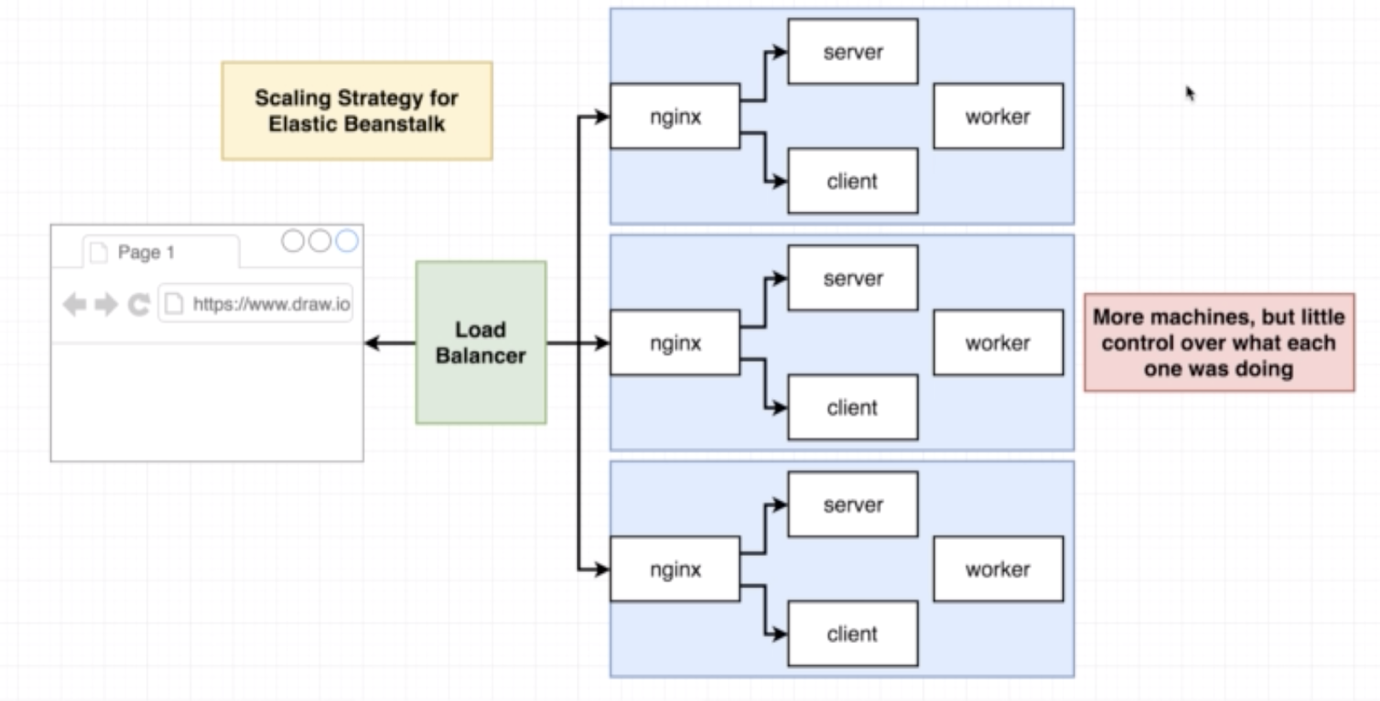 Scaling Strategy for
Elastic Beanstalk
Page 1
https://www.draw.io
Load
Balancer
nginx
server
client
worker
nginx
server
client
worker
nginx
server
client
worker
More machines, but little
control over what each
one was doing